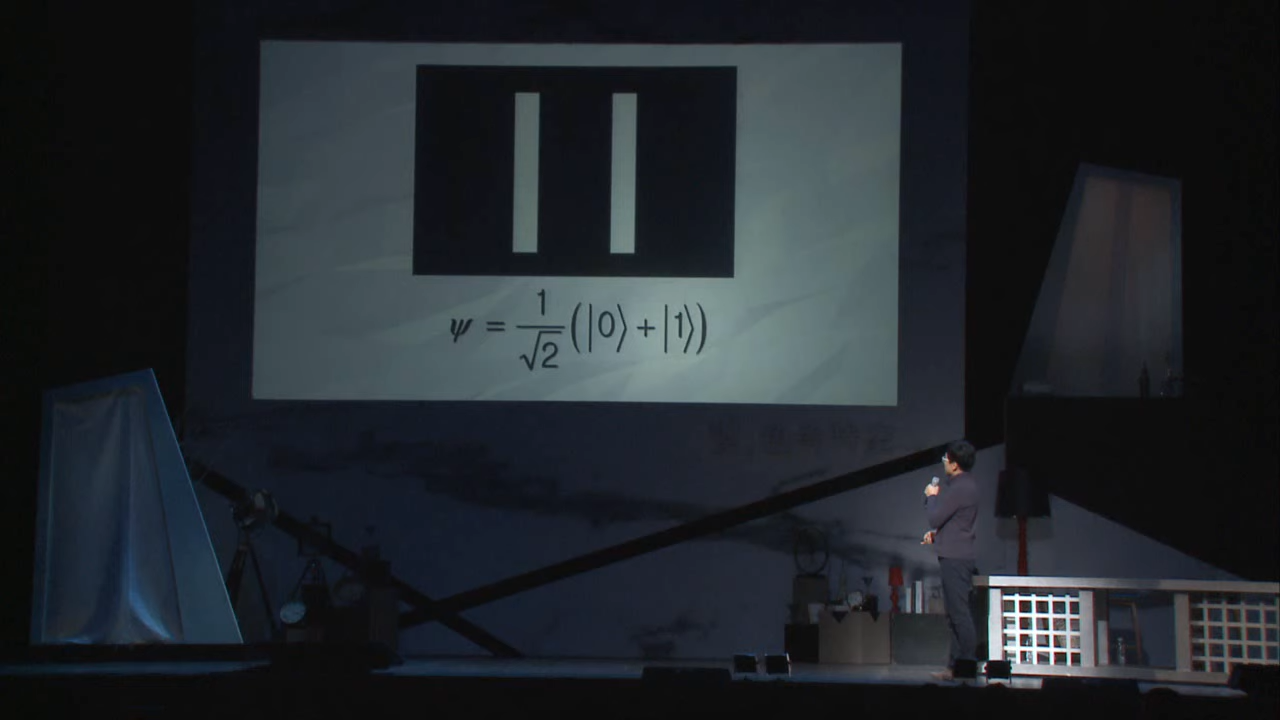 ψ = 1/√2 (|0⟩ + |1⟩)